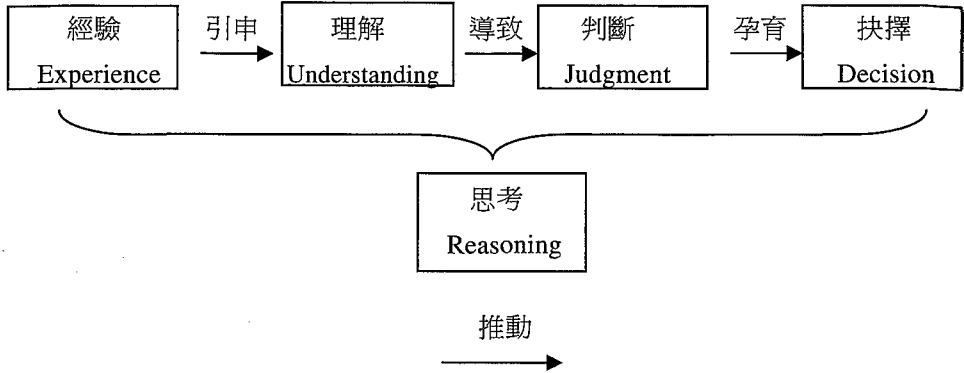 經驗
Experience
引申
理解
Understanding
導致
判斷
Judgment
孕育
抉擇
Decision
思考
Reasoning
推動